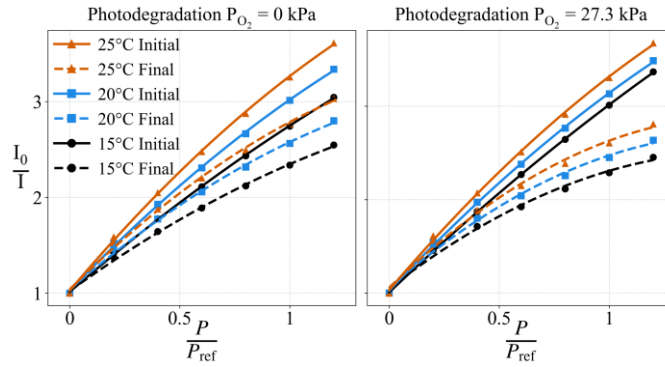 Photodegradation P_O₂ = 0 kPa
Photodegradation P_O₂ = 27.3 kPa
25°C Initial
25°C Final
20°C Initial
20°C Final
15°C Initial
15°C Final
3
2
1
I₀
I
0
0.5
1
P
P_ref
0
0.5
1
P
P_ref